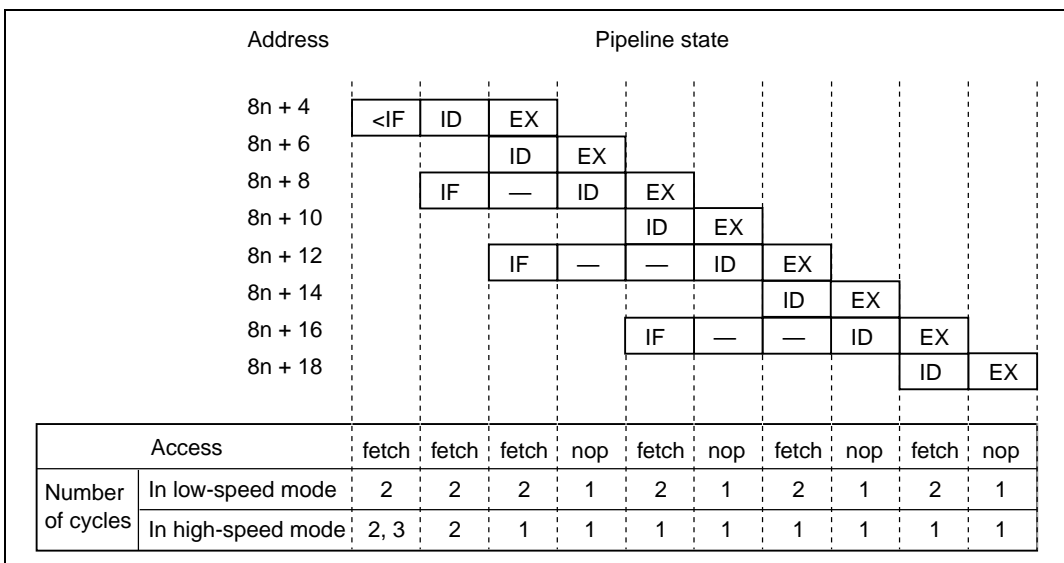 Address Pipeline state
8n + 4 <IF ID EX
8n + 6 ID EX
8n + 8 IF — ID EX
8n + 10 ID EX
8n + 12 IF — — ID EX
8n + 14 ID EX
8n + 16 IF — — ID EX
8n + 18 ID EX
Access fetch fetch fetch nop fetch nop fetch nop fetch nop
Number of cycles
In low-speed mode 2 2 2 1 2 1 2 1 2 1
In high-speed mode 2, 3 2 1 1 1 1 1 1 1 1